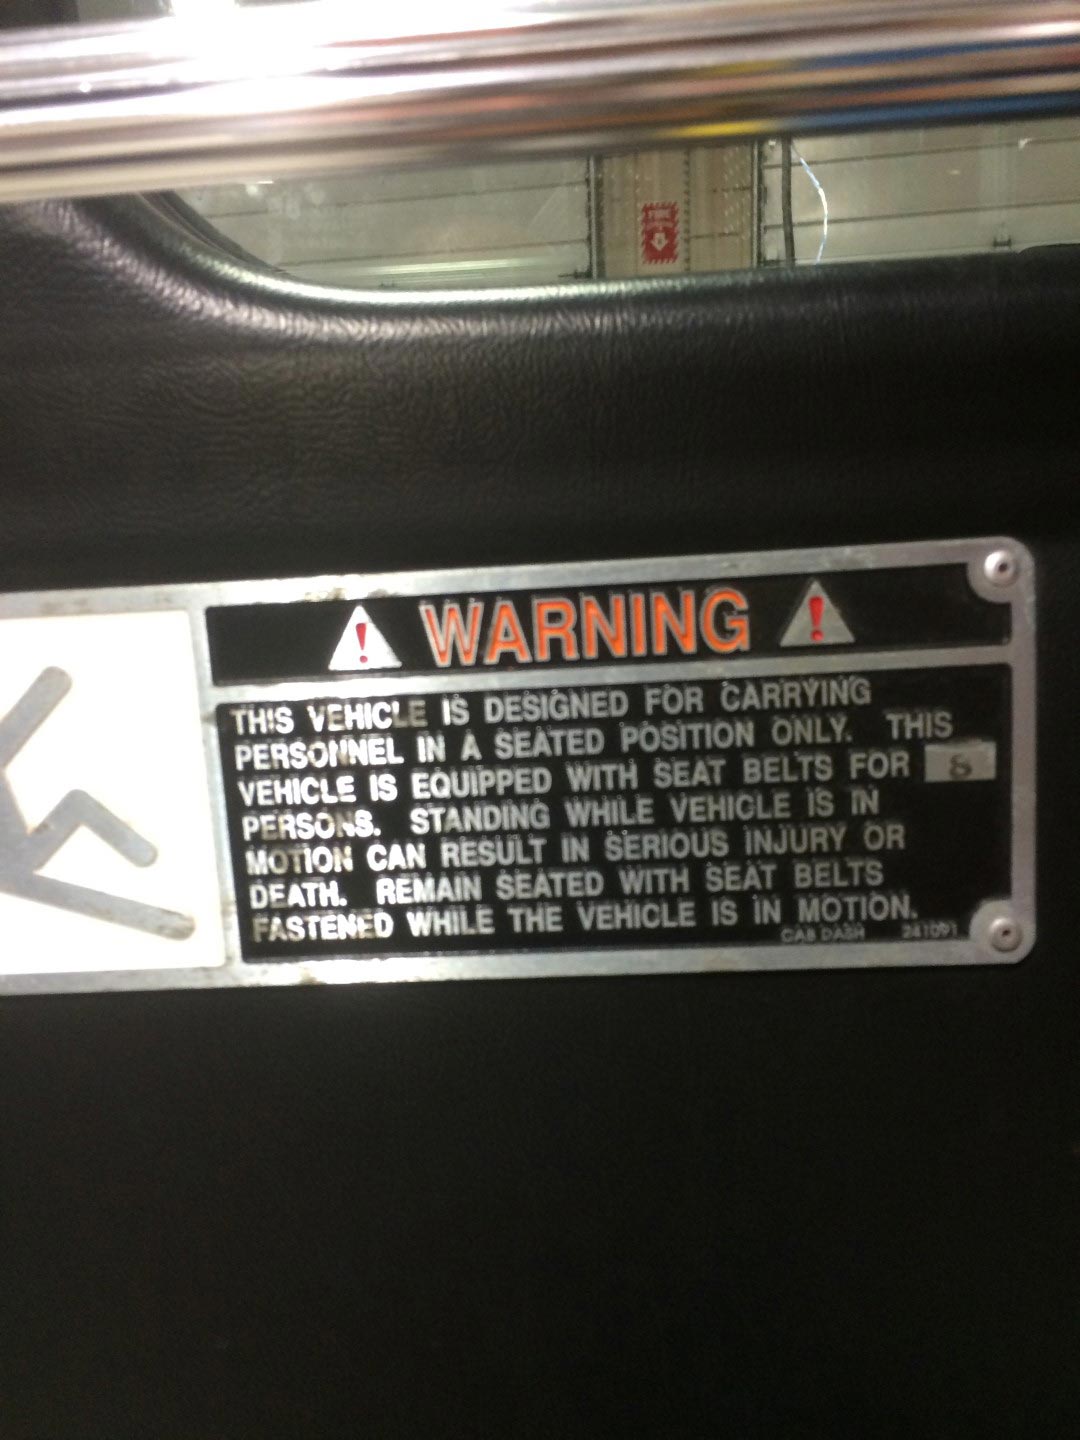 FIRE
WARNING
THIS VEHICLE IS DESIGNED FOR CARRYING
PERSONNEL IN A SEATED POSITION ONLY. THIS
VEHICLE IS EQUIPPED WITH SEAT BELTS FOR 8
PERSONS. STANDING WHILE VEHICLE IS IN
MOTION CAN RESULT IN SERIOUS INJURY OR
DEATH. REMAIN SEATED WITH SEAT BELTS
FASTENED WHILE THE VEHICLE IS IN MOTION.
CAB DASH 241091